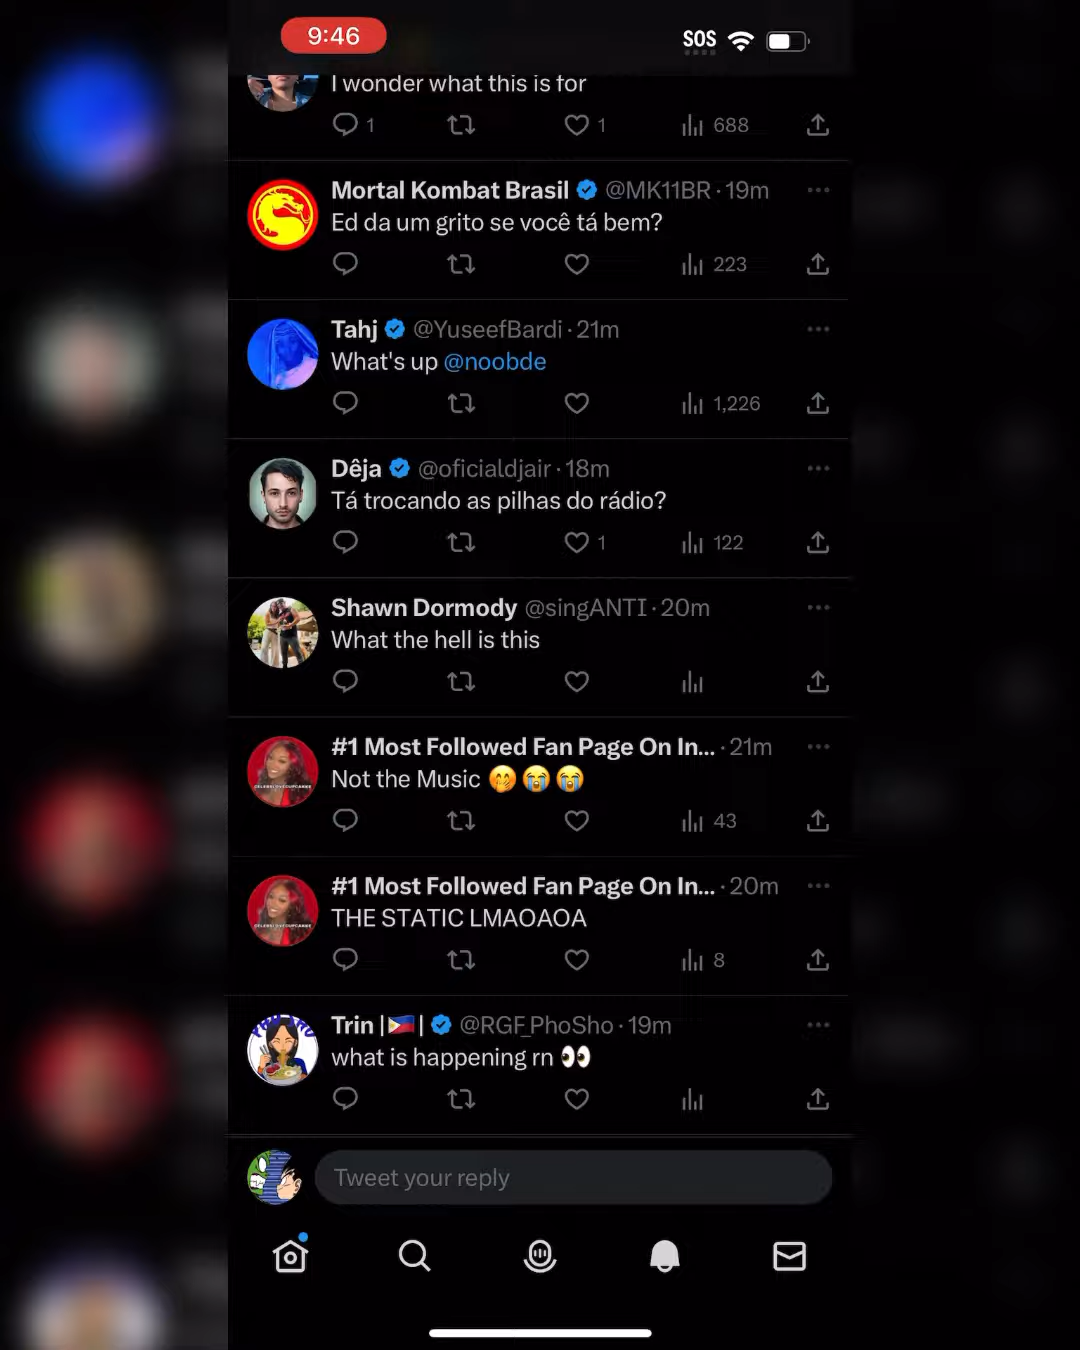 9:46
SOS
I wonder what this is for
1
1
688
Mortal Kombat Brasil @MK11BR · 19m
Ed da um grito se você tá bem?
223
Tahj @YuseefBardi · 21m
What's up @noobde
1,226
Dêja @oficialdjair · 18m
Tá trocando as pilhas do rádio?
1
122
Shawn Dormody @singANTI · 20m
What the hell is this
#1 Most Followed Fan Page On In... · 21m
Not the Music 🤭😭😭
43
#1 Most Followed Fan Page On In... · 20m
THE STATIC LMAOAOA
8
Trin |🇵🇭| @RGF_PhoSho · 19m
what is happening rn 👀
Tweet your reply